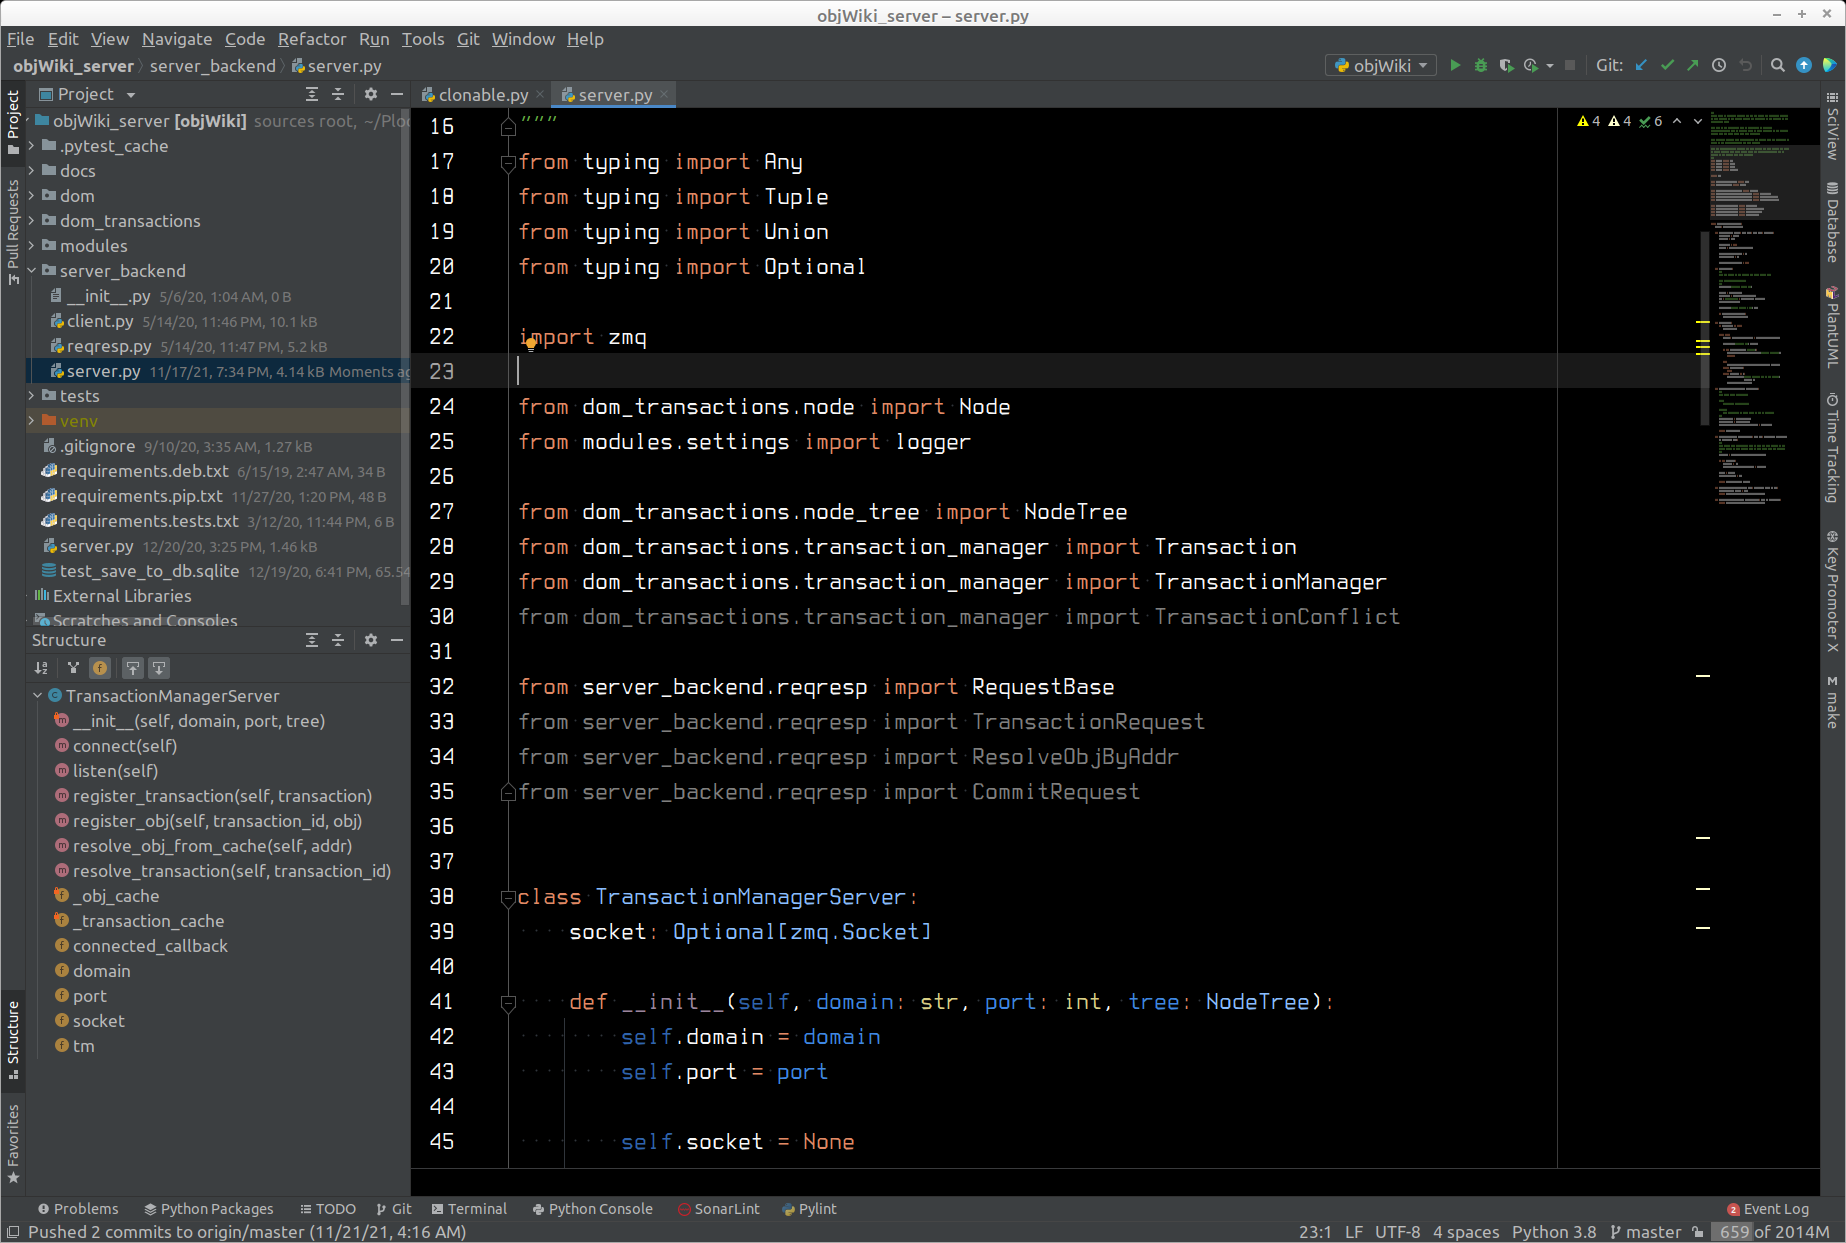 objWiki_server – server.py
File Edit View Navigate Code Refactor Run Tools Git Window Help
objWiki_server server_backend server.py
objWiki Git:
Project
clonable.py server.py
objWiki_server [objWiki] sources root, ~/Plo
.pytest_cache
docs
dom
dom_transactions
modules
server_backend
__init__.py 5/6/20, 1:04 AM, 0 B
client.py 5/14/20, 11:46 PM, 10.1 kB
reqresp.py 5/14/20, 11:47 PM, 5.2 kB
server.py 11/17/21, 7:34 PM, 4.14 kB Moments ag
tests
venv
.gitignore 9/10/20, 3:35 AM, 1.27 kB
requirements.deb.txt 6/15/19, 2:47 AM, 34 B
requirements.pip.txt 11/27/20, 1:20 PM, 48 B
requirements.tests.txt 3/12/20, 11:44 PM, 6 B
server.py 12/20/20, 3:25 PM, 1.46 kB
test_save_to_db.sqlite 12/19/20, 6:41 PM, 65.54
External Libraries
Scratches and Consoles
Structure
TransactionManagerServer
__init__(self, domain, port, tree)
connect(self)
listen(self)
register_transaction(self, transaction)
register_obj(self, transaction_id, obj)
resolve_obj_from_cache(self, addr)
resolve_transaction(self, transaction_id)
_obj_cache
_transaction_cache
connected_callback
domain
port
socket
tm
Project
Pull Requests
Structure
Favorites
4 4 6
16 """
17 from typing import Any
18 from typing import Tuple
19 from typing import Union
20 from typing import Optional
21
22 import zmq
23
24 from dom_transactions.node import Node
25 from modules.settings import logger
26
27 from dom_transactions.node_tree import NodeTree
28 from dom_transactions.transaction_manager import Transaction
29 from dom_transactions.transaction_manager import TransactionManager
30 from dom_transactions.transaction_manager import TransactionConflict
31
32 from server_backend.reqresp import RequestBase
33 from server_backend.reqresp import TransactionRequest
34 from server_backend.reqresp import ResolveObjByAddr
35 from server_backend.reqresp import CommitRequest
36
37
38 class TransactionManagerServer:
39 socket: Optional[zmq.Socket]
40
41 def __init__(self, domain: str, port: int, tree: NodeTree):
42 self.domain = domain
43 self.port = port
44
45 self.socket = None
SciView
Database
PlantUML
Time Tracking
Key Promoter X
make
Problems Python Packages TODO Git Terminal Python Console SonarLint Pylint 2 Event Log
Pushed 2 commits to origin/master (11/21/21, 4:16 AM) 23:1 LF UTF-8 4 spaces Python 3.8 master 659 of 2014M